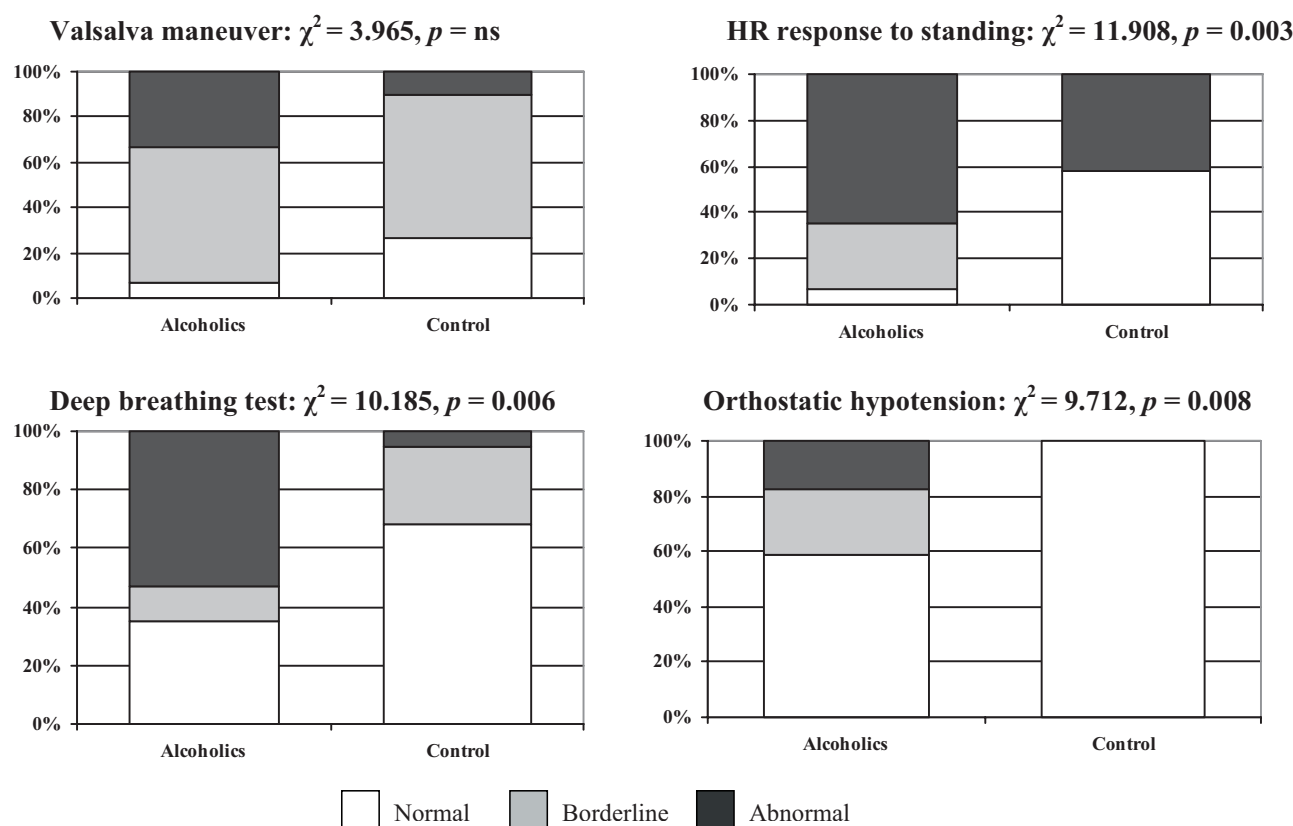 Valsalva maneuver: χ² = 3.965, p = ns
100%
80%
60%
40%
20%
0%
Alcoholics Control
HR response to standing: χ² = 11.908, p = 0.003
100%
80%
60%
40%
20%
0%
Alcoholics Control
Deep breathing test: χ² = 10.185, p = 0.006
100%
80%
60%
40%
20%
0%
Alcoholics Control
Orthostatic hypotension: χ² = 9.712, p = 0.008
100%
80%
60%
40%
20%
0%
Alcoholics Control
Normal Borderline Abnormal